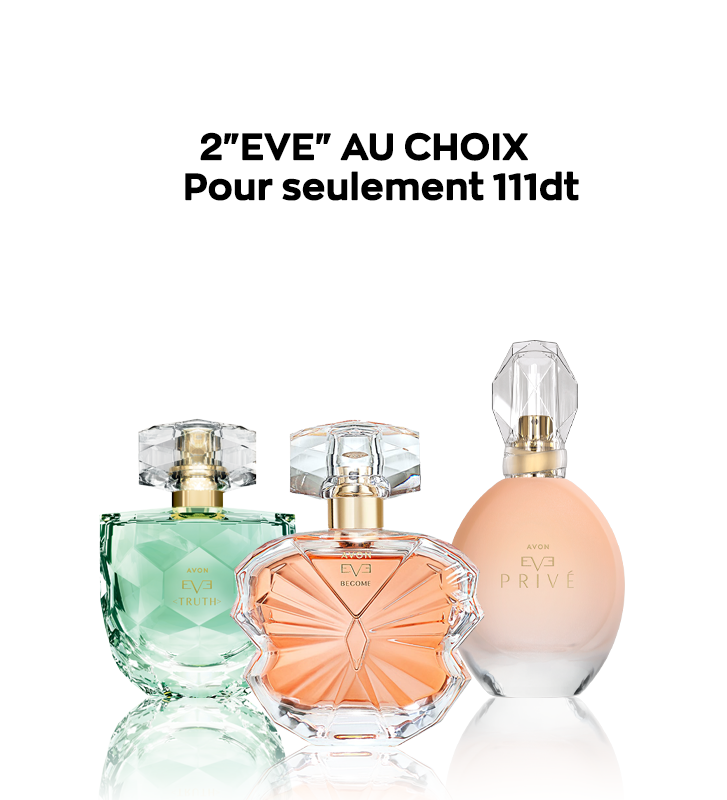 2"EVE" AU CHOIX
Pour seulement 111dt
AVON
EVE
PRIVÉ
AVON
EVE
BECOME
AVON
EVE
·TRUTH·